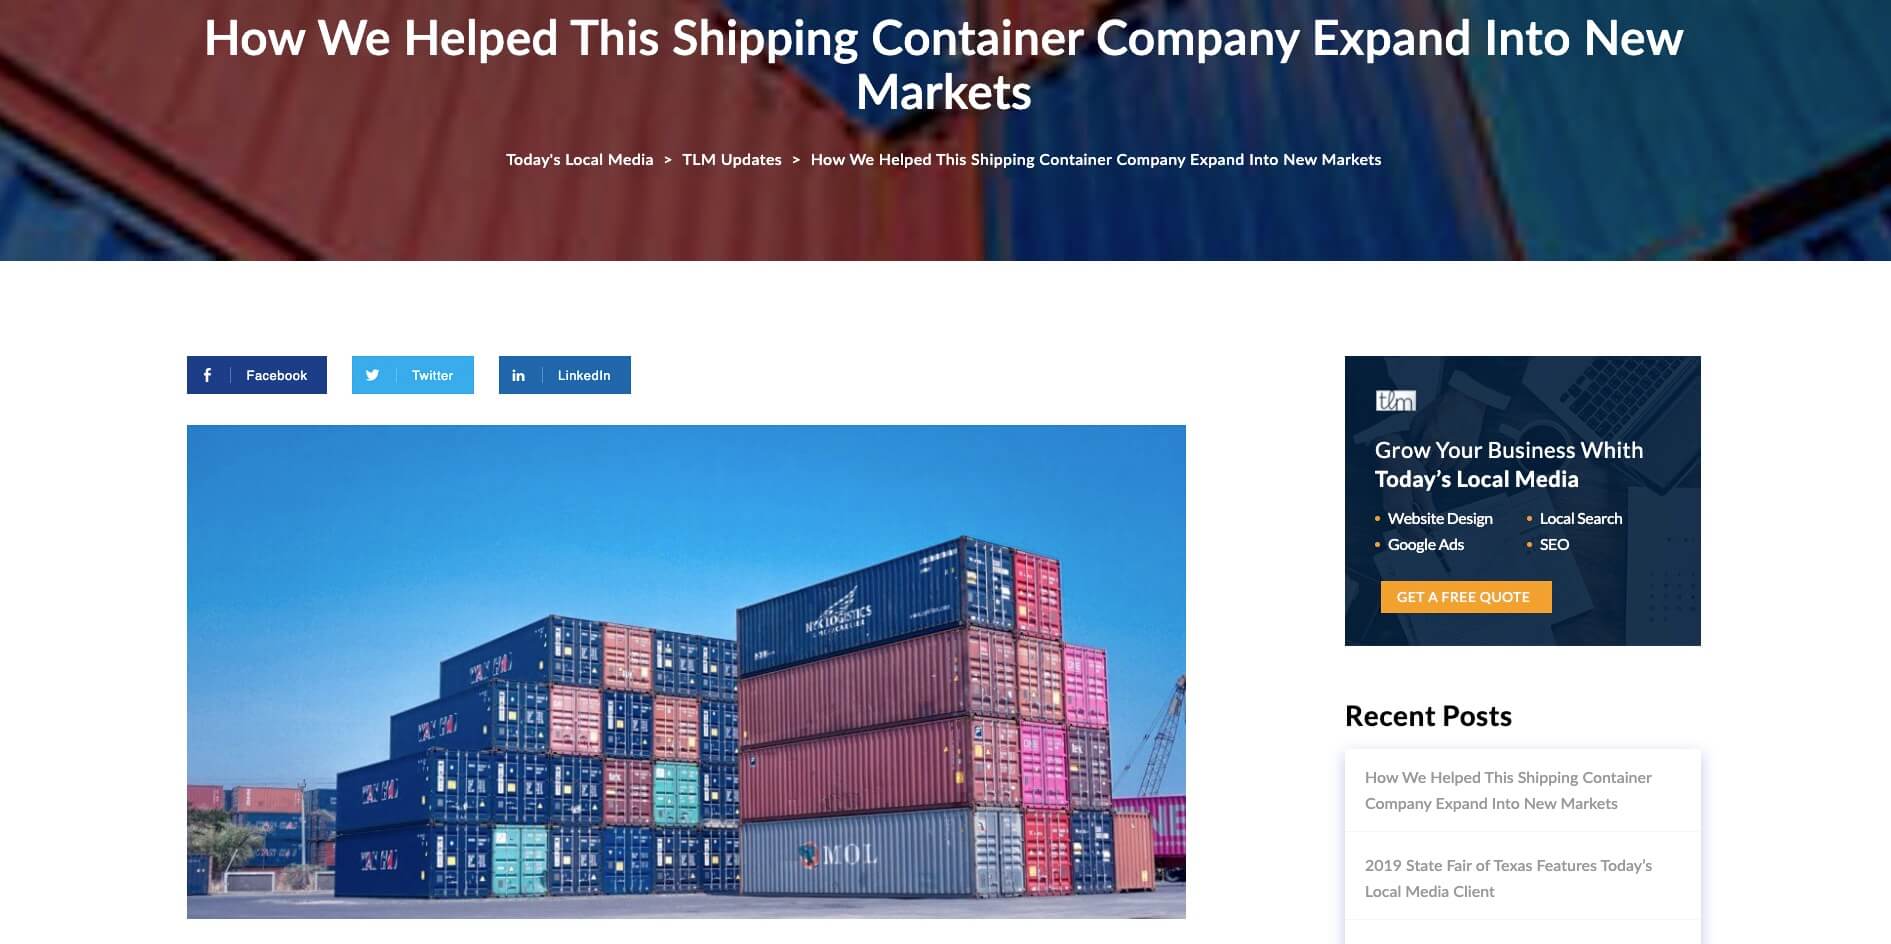 How We Helped This Shipping Container Company Expand Into New
Markets
Today's Local Media > TLM Updates > How We Helped This Shipping Container Company Expand Into New Markets
Facebook
Twitter
LinkedIn
NYK LOGISTICS
MOL
tlm
Grow Your Business Whith
Today's Local Media
Website Design
Local Search
Google Ads
SEO
GET A FREE QUOTE
Recent Posts
How We Helped This Shipping Container
Company Expand Into New Markets
2019 State Fair of Texas Features Today's
Local Media Client